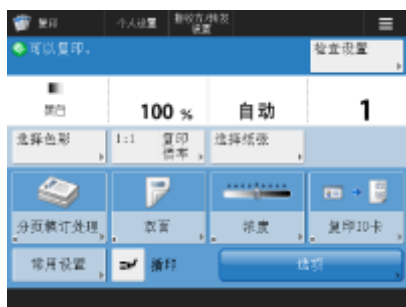 复印
个人设置
接收方/转发
设置
可以复印。
检查设置
黑白
100 %
自动
1
选择色彩
1:1
复印
倍率
选择纸张
分页装订处理
双面
浓度
复印ID卡
常用设置
插印
选项